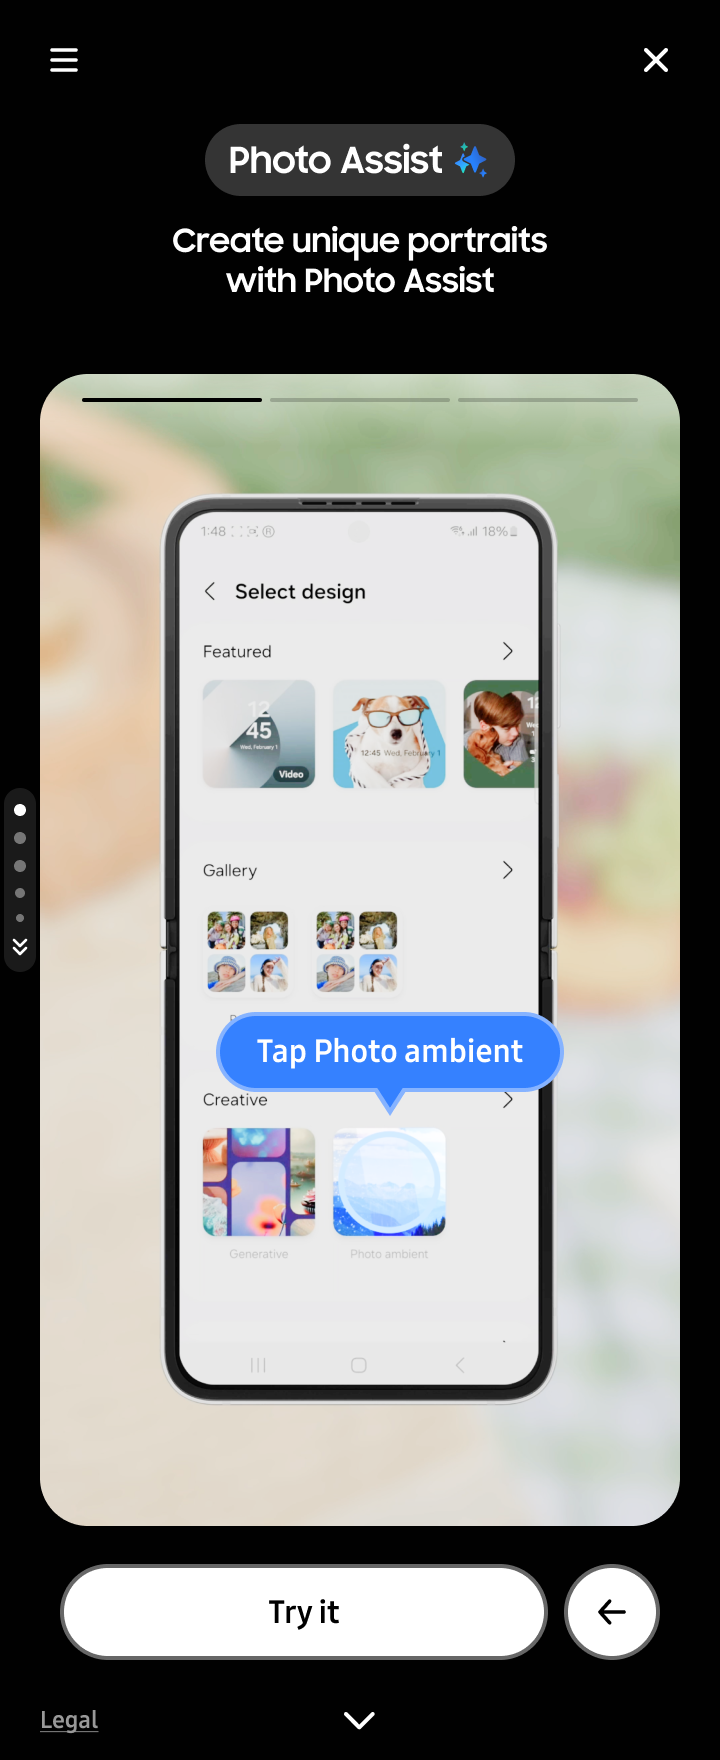 Photo Assist
Create unique portraits
with Photo Assist
1:48
18%
Select design
Featured
12
45
Wed, February 1
Video
12:45 Wed, February 1
Gallery
Tap Photo ambient
Creative
Generative
Photo ambient
Try it
Legal